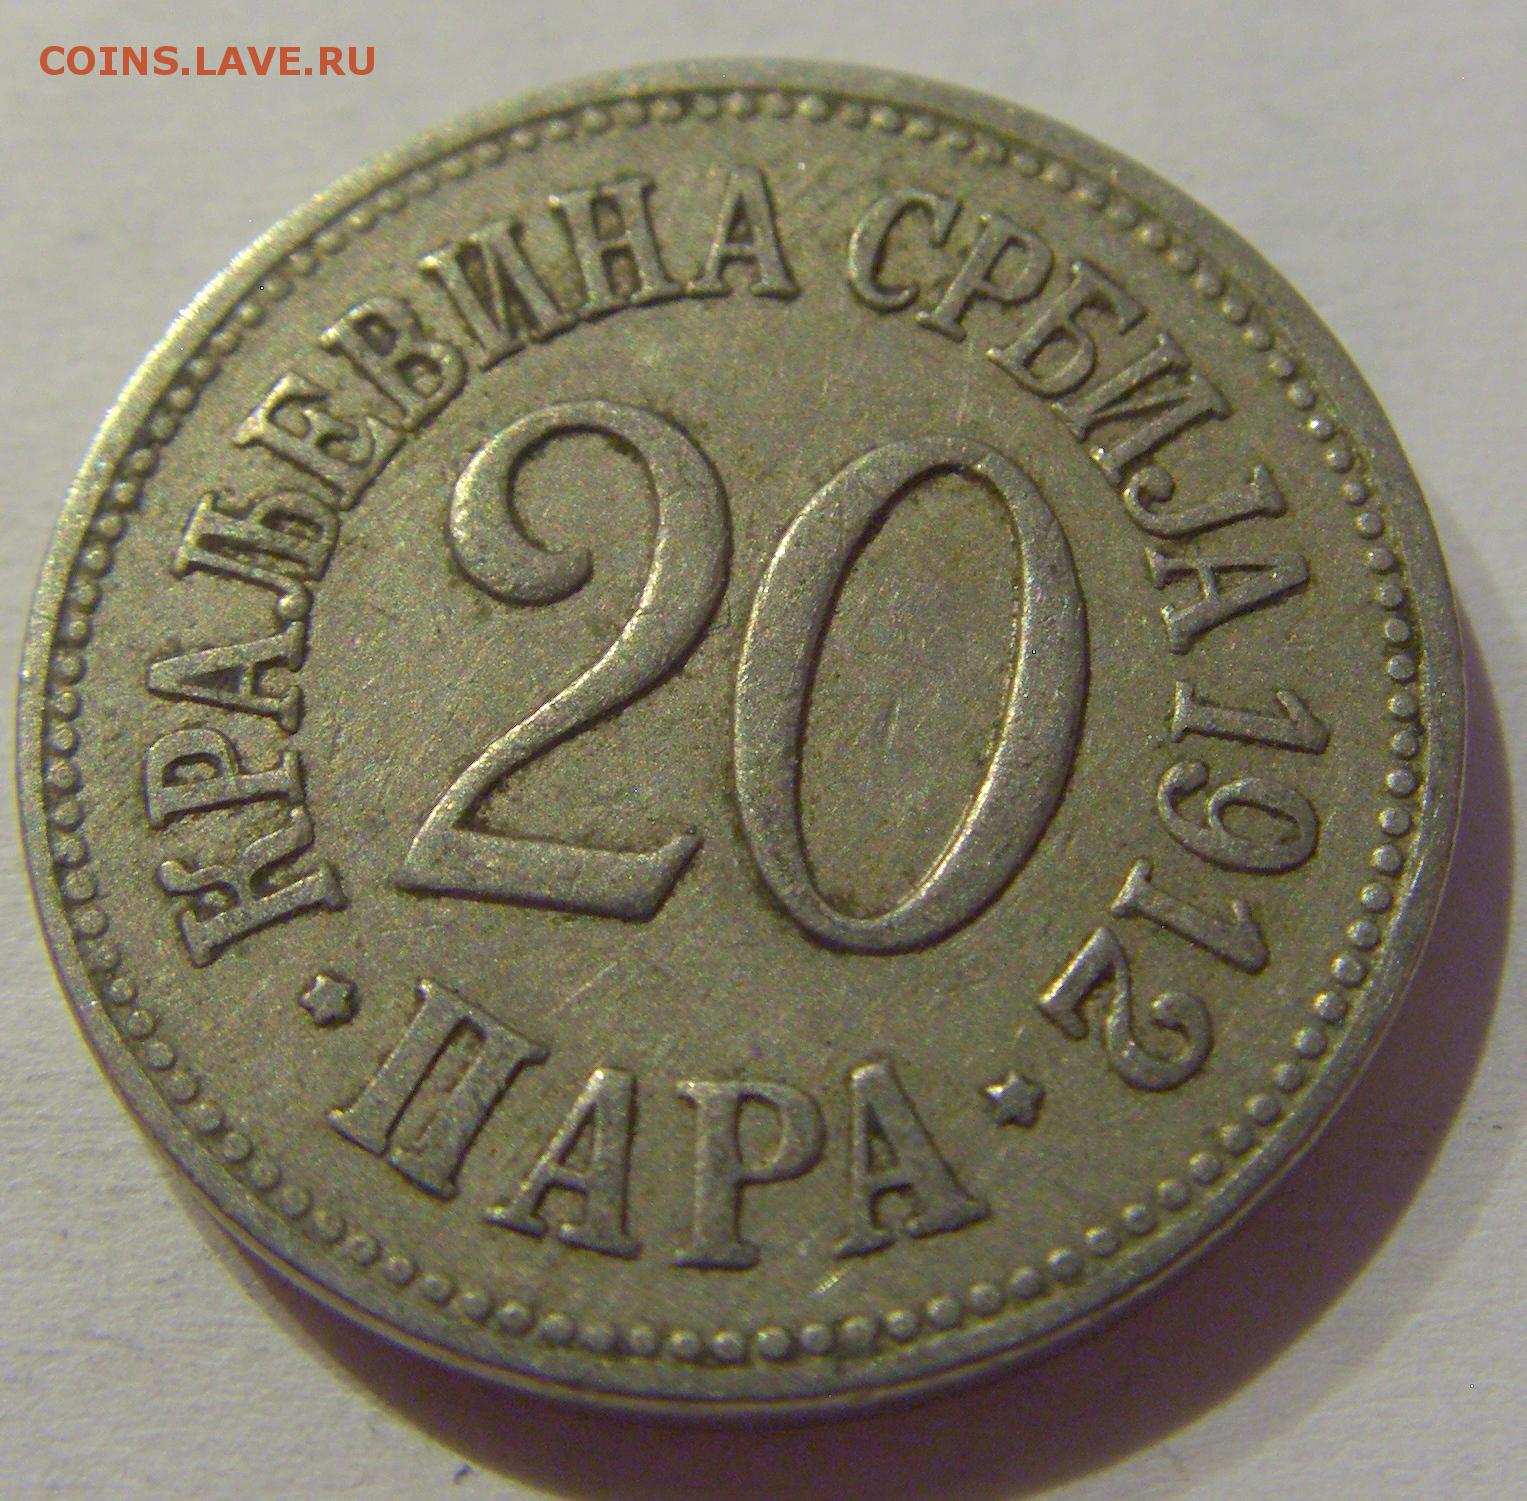 COINS.LAVE.RU
КРАЉЕВИНА СРБИЈА 1912
20
ПАРА